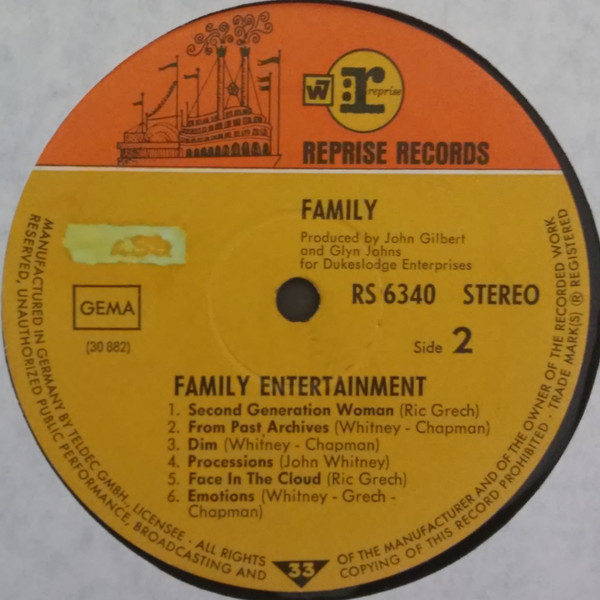 W
r
reprise
REPRISE RECORDS
FAMILY
Produced by John Gilbert
and Glyn Johns
for Dukeslodge Enterprises
RS 6340 STEREO
GEMA
(30 882)
Side 2
FAMILY ENTERTAINMENT
1. Second Generation Woman (Ric Grech)
2. From Past Archives (Whitney - Chapman)
3. Dim (Whitney - Chapman)
4. Processions (John Whitney)
5. Face In The Cloud (Ric Grech)
6. Emotions (Whitney - Grech -
Chapman)
33
MANUFACTURED IN GERMANY BY TELDEC GMBH, LICENSEE · ALL RIGHTS
RESERVED, UNAUTHORIZED PUBLIC PERFORMANCE, BROADCASTING AND
OF THE MANUFACTURER AND OF THE OWNER OF THE RECORDED WORK
COPYING OF THIS RECORD PROHIBITED · TRADE MARK(S) ® REGISTERED